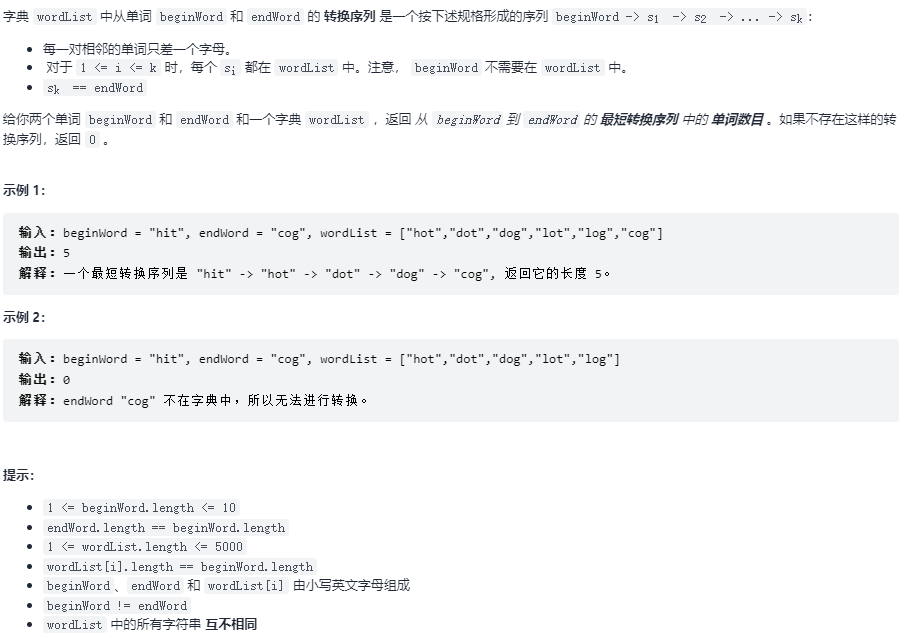 字典 wordList 中从单词 beginWord 和 endWord 的 转换序列 是一个按下述规格形成的序列 beginWord -> s1 -> s2 -> ... -> sk：
每一对相邻的单词只差一个字母。
对于 1 <= i <= k 时，每个 si 都在 wordList 中。注意， beginWord 不需要在 wordList 中。
sk == endWord
给你两个单词 beginWord 和 endWord 和一个字典 wordList ，返回 从 beginWord 到 endWord 的 最短转换序列 中的 单词数目 。如果不存在这样的转
换序列，返回 0 。
示例 1：
输入：beginWord = "hit", endWord = "cog", wordList = ["hot","dot","dog","lot","log","cog"]
输出：5
解释：一个最短转换序列是 "hit" -> "hot" -> "dot" -> "dog" -> "cog", 返回它的长度 5。
示例 2：
输入：beginWord = "hit", endWord = "cog", wordList = ["hot","dot","dog","lot","log"]
输出：0
解释：endWord "cog" 不在字典中，所以无法进行转换。
提示：
1 <= beginWord.length <= 10
endWord.length == beginWord.length
1 <= wordList.length <= 5000
wordList[i].length == beginWord.length
beginWord 、endWord 和 wordList[i] 由小写英文字母组成
beginWord != endWord
wordList 中的所有字符串 互不相同